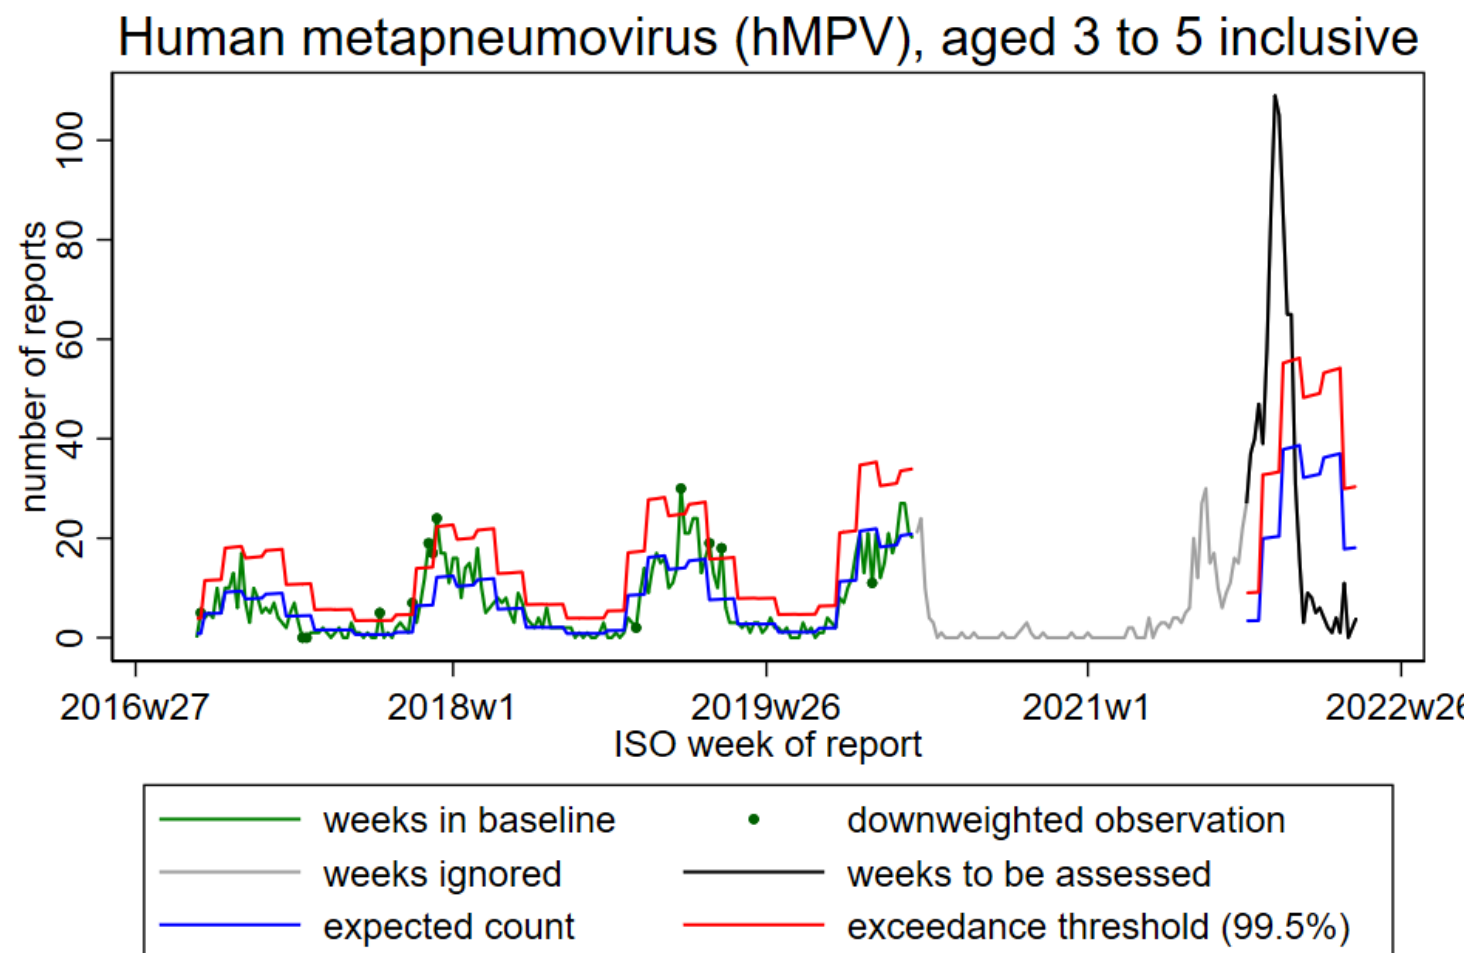 Human metapneumovirus (hMPV), aged 3 to 5 inclusive
number of reports
100
80
60
40
20
0
2016w27 2018w1 2019w26 2021w1 2022w26
ISO week of report
weeks in baseline downweighted observation
weeks ignored weeks to be assessed
expected count exceedance threshold (99.5%)